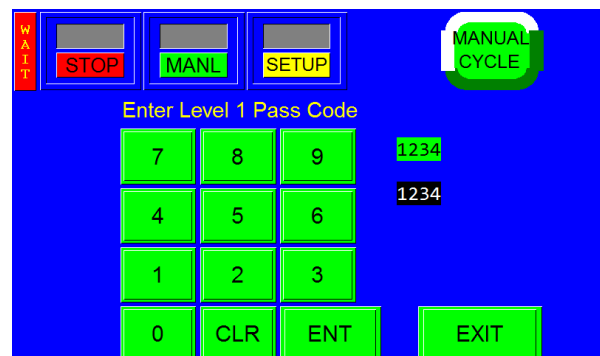 WAIT
STOP
MANL
SETUP
MANUAL
CYCLE
Enter Level 1 Pass Code
7 8 9 1234
1234
4 5 6
1 2 3
0 CLR ENT EXIT